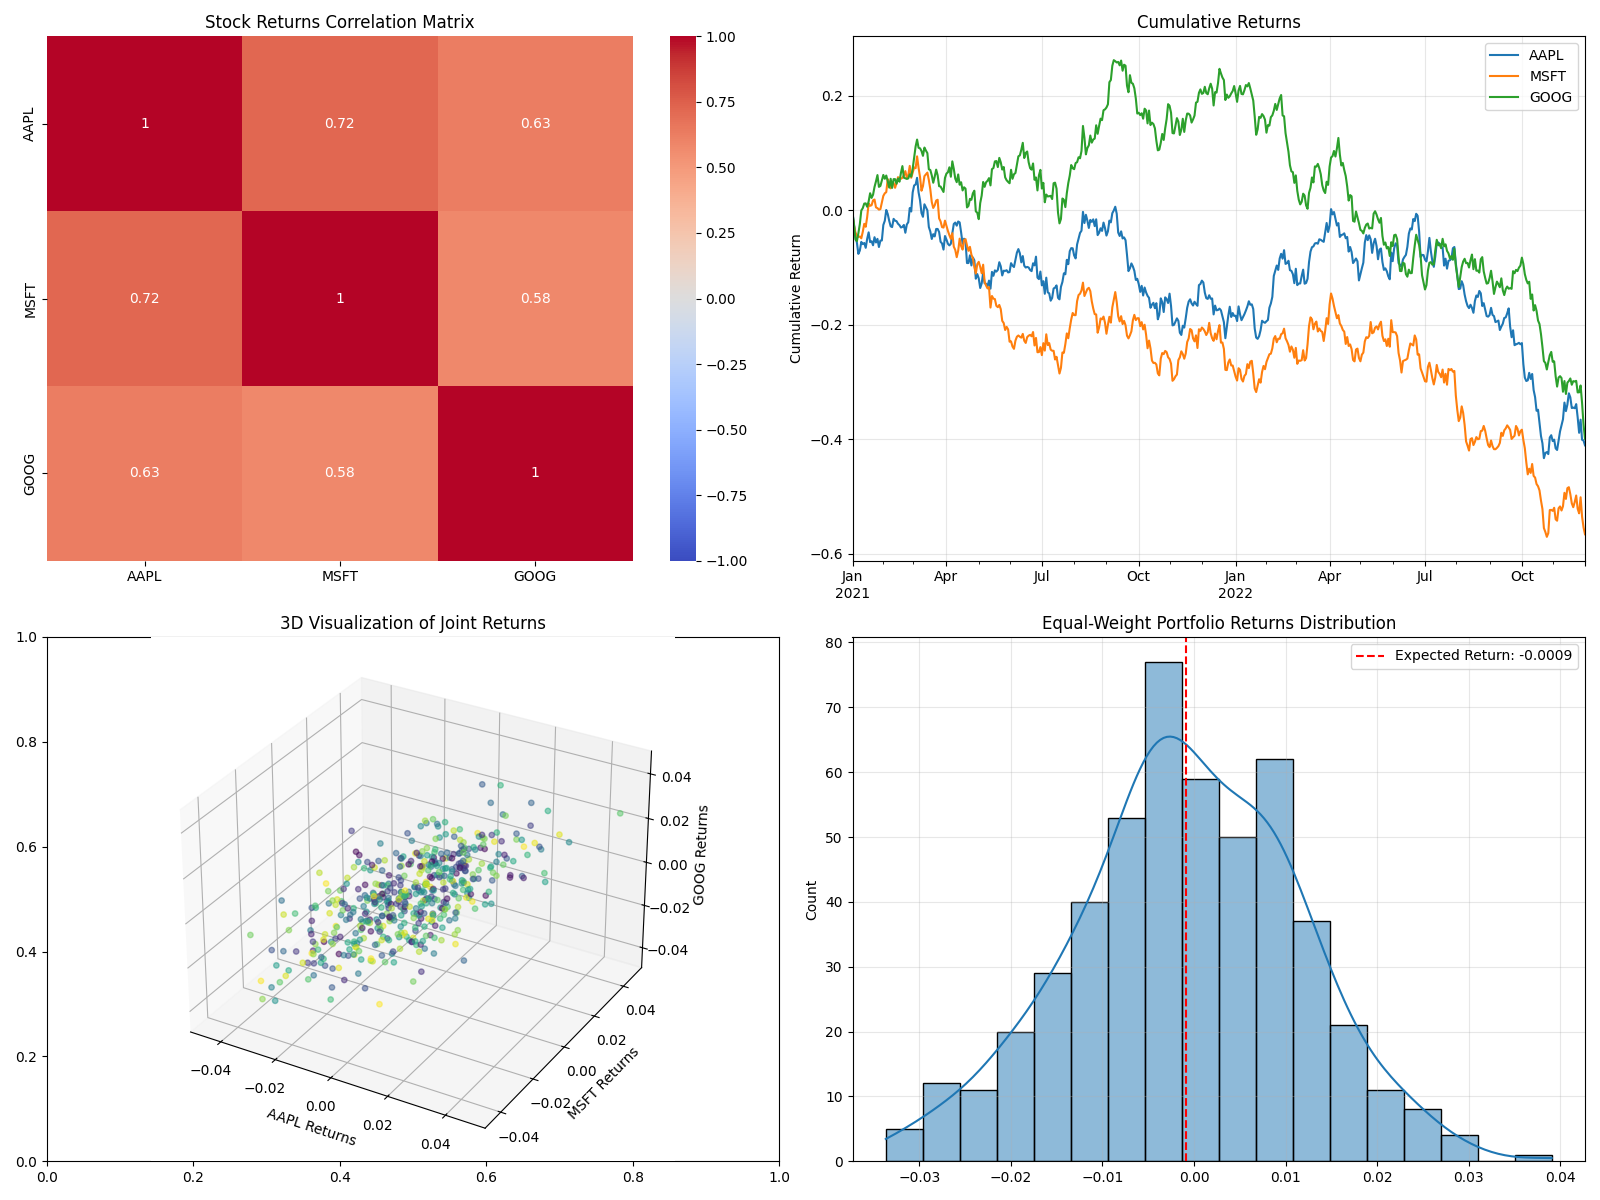 Stock Returns Correlation Matrix
AAPL
MSFT
GOOG
1
0.72
0.63
0.72
1
0.58
0.63
0.58
1
AAPL
MSFT
GOOG
1.00
0.75
0.50
0.25
0.00
−0.25
−0.50
−0.75
−1.00
Cumulative Returns
AAPL
MSFT
GOOG
Cumulative Return
0.2
0.0
−0.2
−0.4
−0.6
Jan
2021
Apr
Jul
Oct
Jan
2022
Apr
Jul
Oct
3D Visualization of Joint Returns
1.0
0.8
0.6
0.4
0.2
0.0
0.0
0.2
0.4
0.6
0.8
1.0
−0.04
−0.02
0.00
0.02
0.04
AAPL Returns
−0.04
−0.02
0.00
0.02
0.04
MSFT Returns
0.04
0.02
0.00
−0.02
−0.04
GOOG Returns
Equal-Weight Portfolio Returns Distribution
Expected Return: -0.0009
Count
80
70
60
50
40
30
20
10
0
−0.03
−0.02
−0.01
0.00
0.01
0.02
0.03
0.04